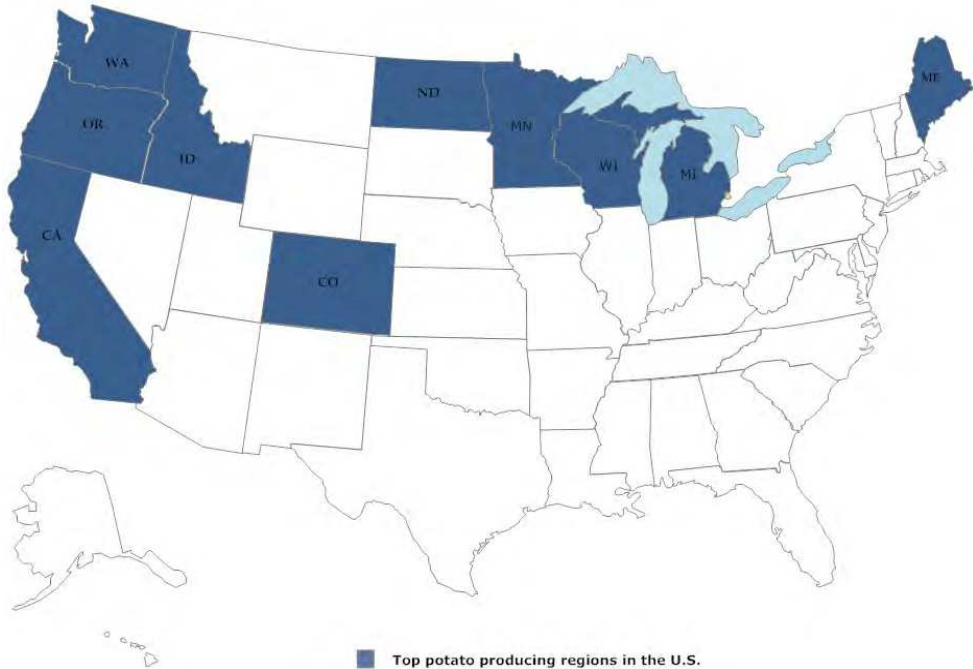 WA
ME
ND
OR
MN
ID
WI
MI
CA
CO
Top potato producing regions in the U.S.